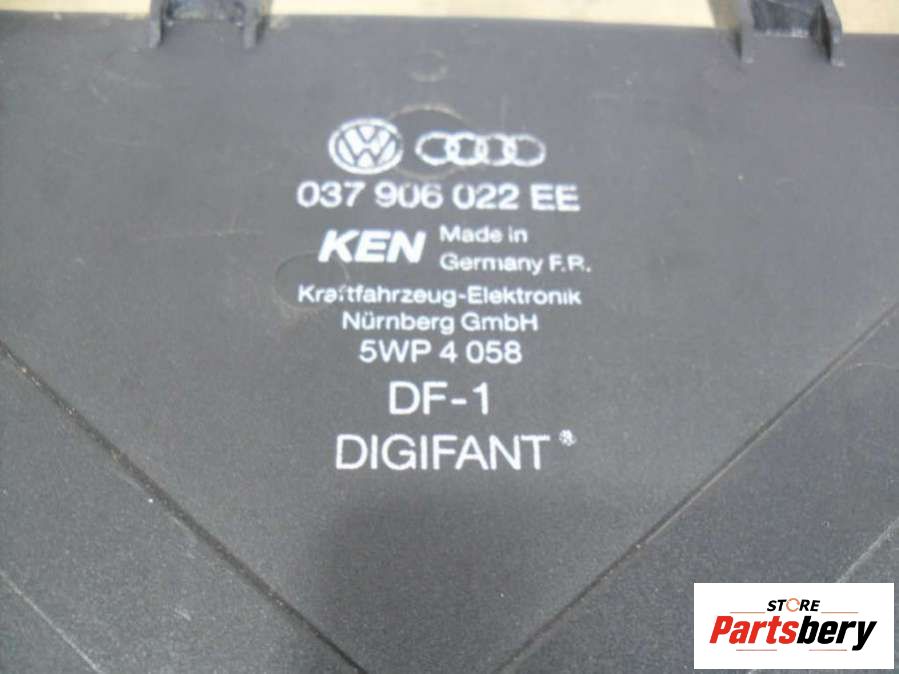 037 906 022 EE
KEN Made in
Germany F.R.
Kraftfahrzeug-Elektronik
Nürnberg GmbH
5WP 4 058
DF-1
DIGIFANT®
STORE
Partsbery